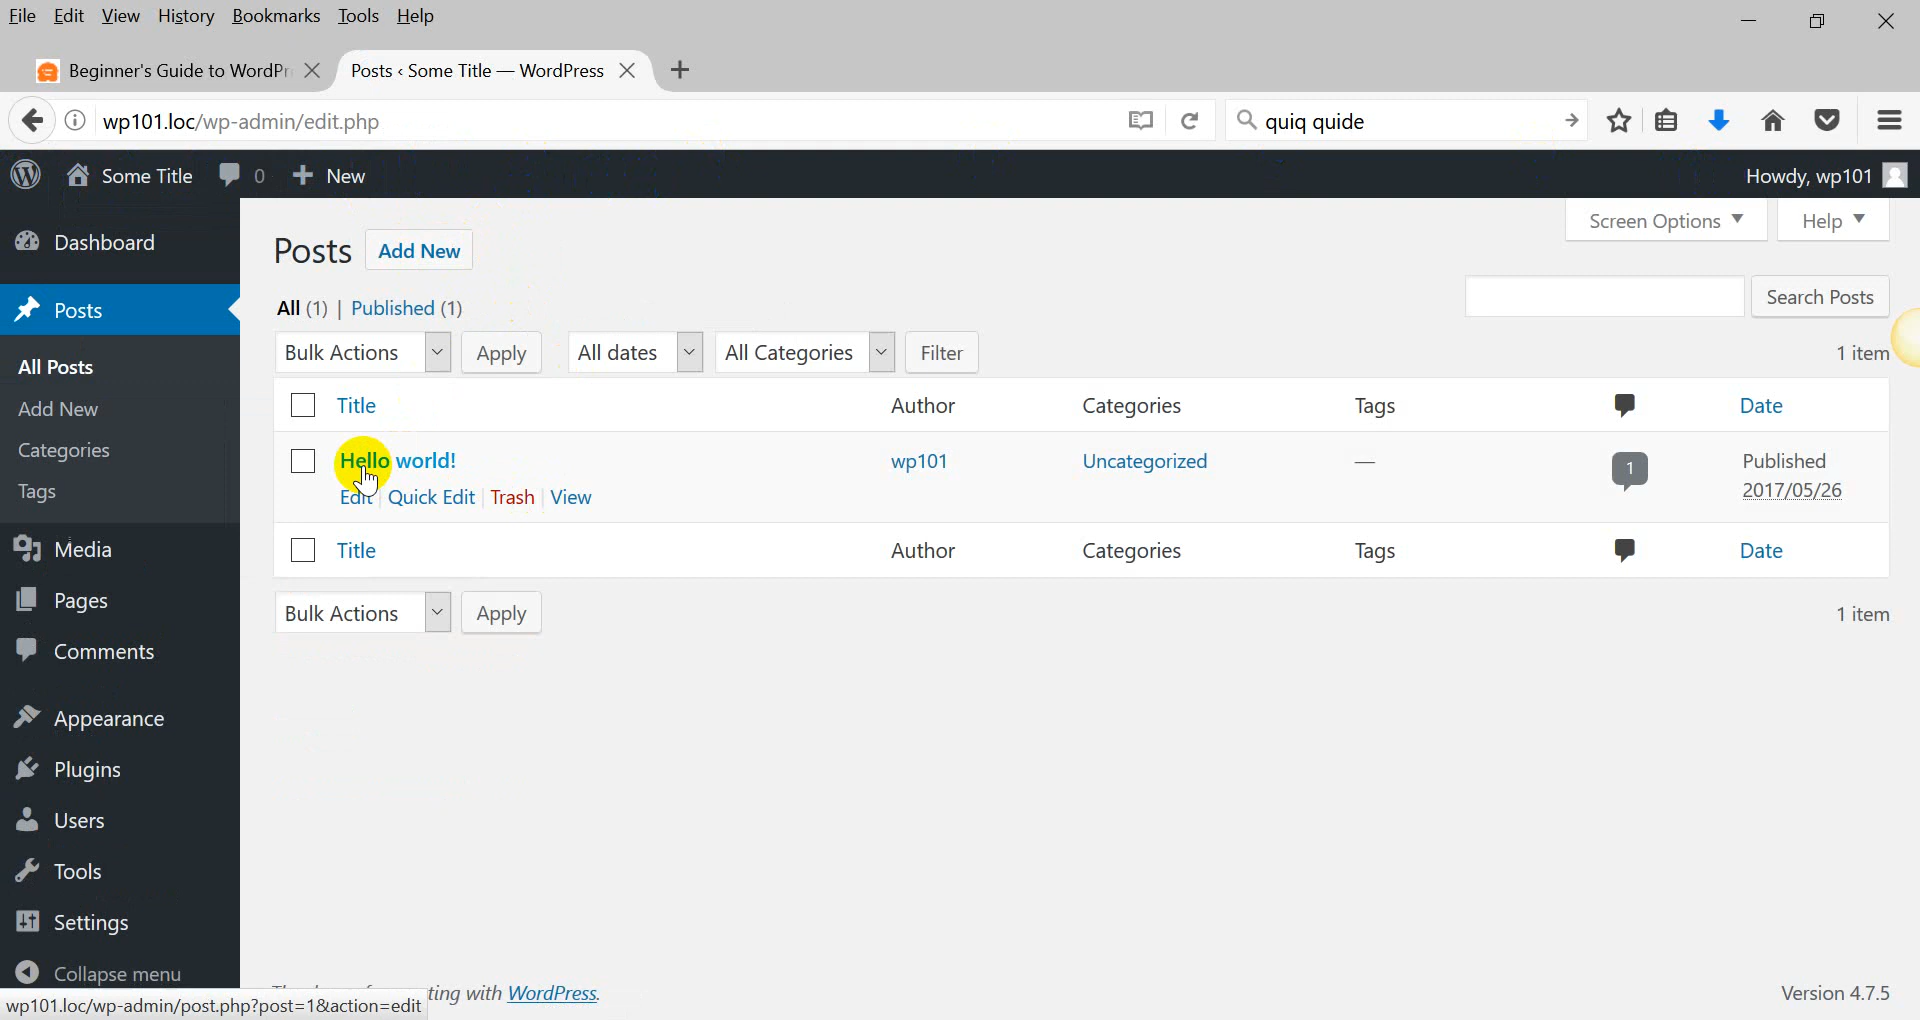 File Edit View History Bookmarks Tools Help
Beginner's Guide to WordPr
Posts ‹ Some Title — WordPress
wp101.loc/wp-admin/edit.php
quiq quide
Some Title 0 New
Howdy, wp101
Dashboard
Posts
All Posts
Add New
Categories
Tags
Media
Pages
Comments
Appearance
Plugins
Users
Tools
Settings
Collapse menu
Screen Options Help
Posts Add New
All (1) | Published (1)
Search Posts
Bulk Actions Apply All dates All Categories Filter 1 item
Title Author Categories Tags Date
Hello world! wp101 Uncategorized — 1 Published
Edit Quick Edit Trash View 2017/05/26
Title Author Categories Tags Date
Bulk Actions Apply 1 item
ting with WordPress. Version 4.7.5
wp101.loc/wp-admin/post.php?post=1&action=edit